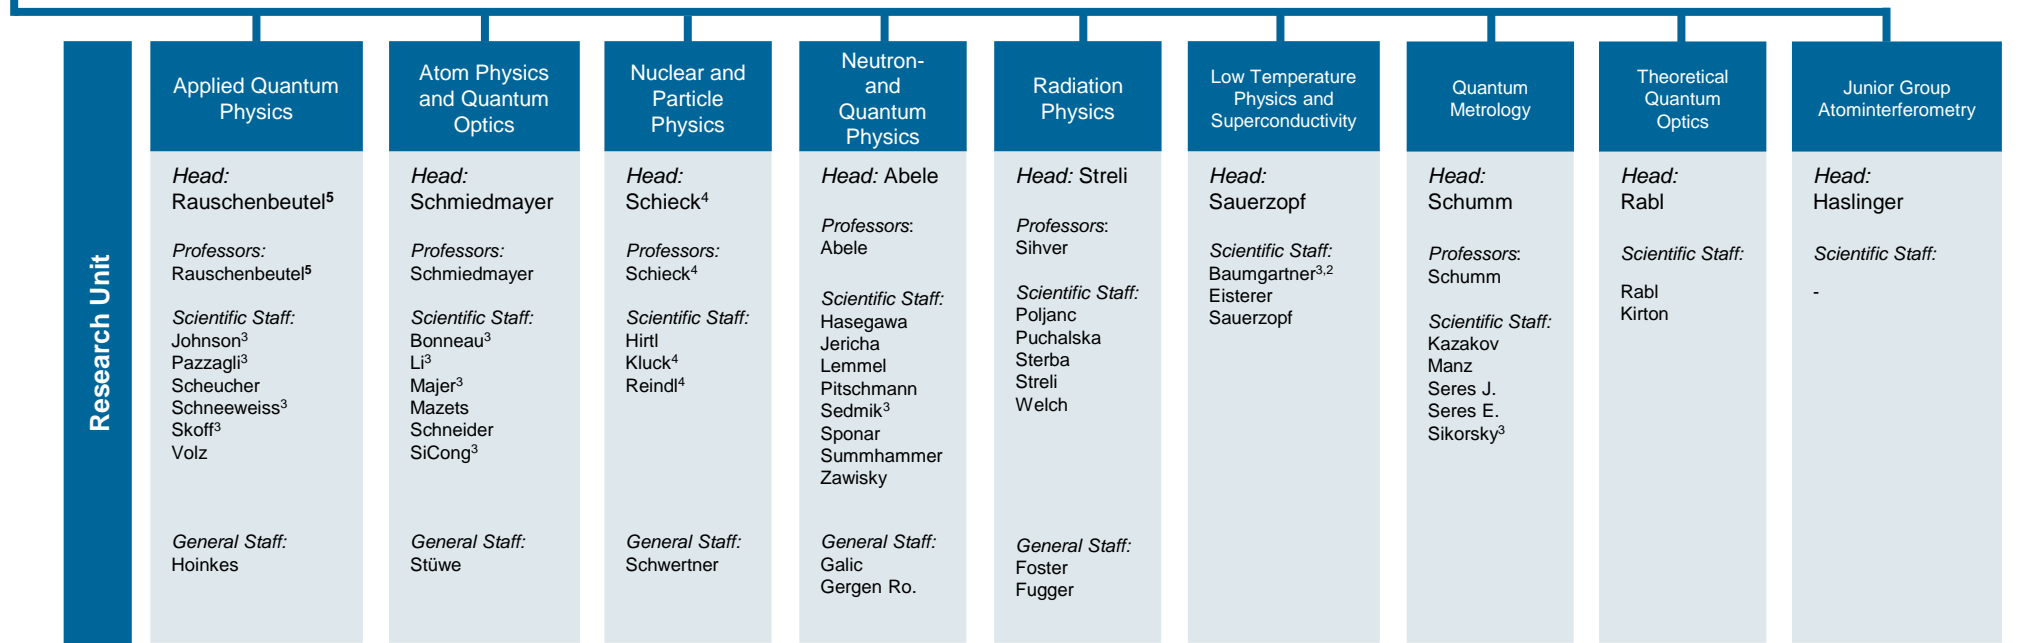 Research Unit
Applied Quantum
Physics
Head:
Rauschenbeutel⁵
Professors:
Rauschenbeutel⁵
Scientific Staff:
Johnson³
Pazzagli³
Scheucher
Schneeweiss³
Skoff³
Volz
General Staff:
Hoinkes
Atom Physics
and Quantum
Optics
Head:
Schmiedmayer
Professors:
Schmiedmayer
Scientific Staff:
Bonneau³
Li³
Majer³
Mazets
Schneider
SiCong³
General Staff:
Stüwe
Nuclear and
Particle
Physics
Head:
Schieck⁴
Professors:
Schieck⁴
Scientific Staff:
Hirtl
Kluck⁴
Reindl⁴
General Staff:
Schwertner
Neutron-
and
Quantum
Physics
Head: Abele
Professors:
Abele
Scientific Staff:
Hasegawa
Jericha
Lemmel
Pitschmann
Sedmik³
Sponar
Summhammer
Zawisky
General Staff:
Galic
Gergen Ro.
Radiation
Physics
Head: Streli
Professors:
Sihver
Scientific Staff:
Poljanc
Puchalska
Sterba
Streli
Welch
General Staff:
Foster
Fugger
Low Temperature
Physics and
Superconductivity
Head:
Sauerzopf
Scientific Staff:
Baumgartner³,²
Eisterer
Sauerzopf
Quantum
Metrology
Head:
Schumm
Professors:
Schumm
Scientific Staff:
Kazakov
Manz
Seres J.
Seres E.
Sikorsky³
Theoretical
Quantum
Optics
Head:
Rabl
Scientific Staff:
Rabl
Kirton
Junior Group
Atominterferometry
Head:
Haslinger
Scientific Staff:
-